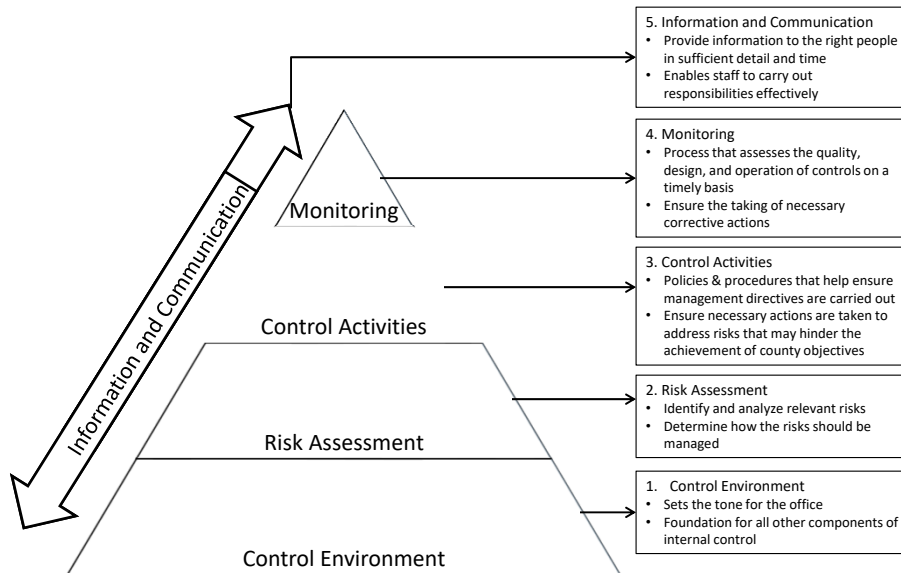 5. Information and Communication
• Provide information to the right people
in sufficient detail and time
• Enables staff to carry out
responsibilities effectively
4. Monitoring
• Process that assesses the quality,
design, and operation of controls on a
timely basis
• Ensure the taking of necessary
corrective actions
3. Control Activities
• Policies & procedures that help ensure
management directives are carried out
• Ensure necessary actions are taken to
address risks that may hinder the
achievement of county objectives
2. Risk Assessment
• Identify and analyze relevant risks
• Determine how the risks should be
managed
1. Control Environment
• Sets the tone for the office
• Foundation for all other components of
internal control
Information and Communication
Monitoring
Control Activities
Risk Assessment
Control Environment